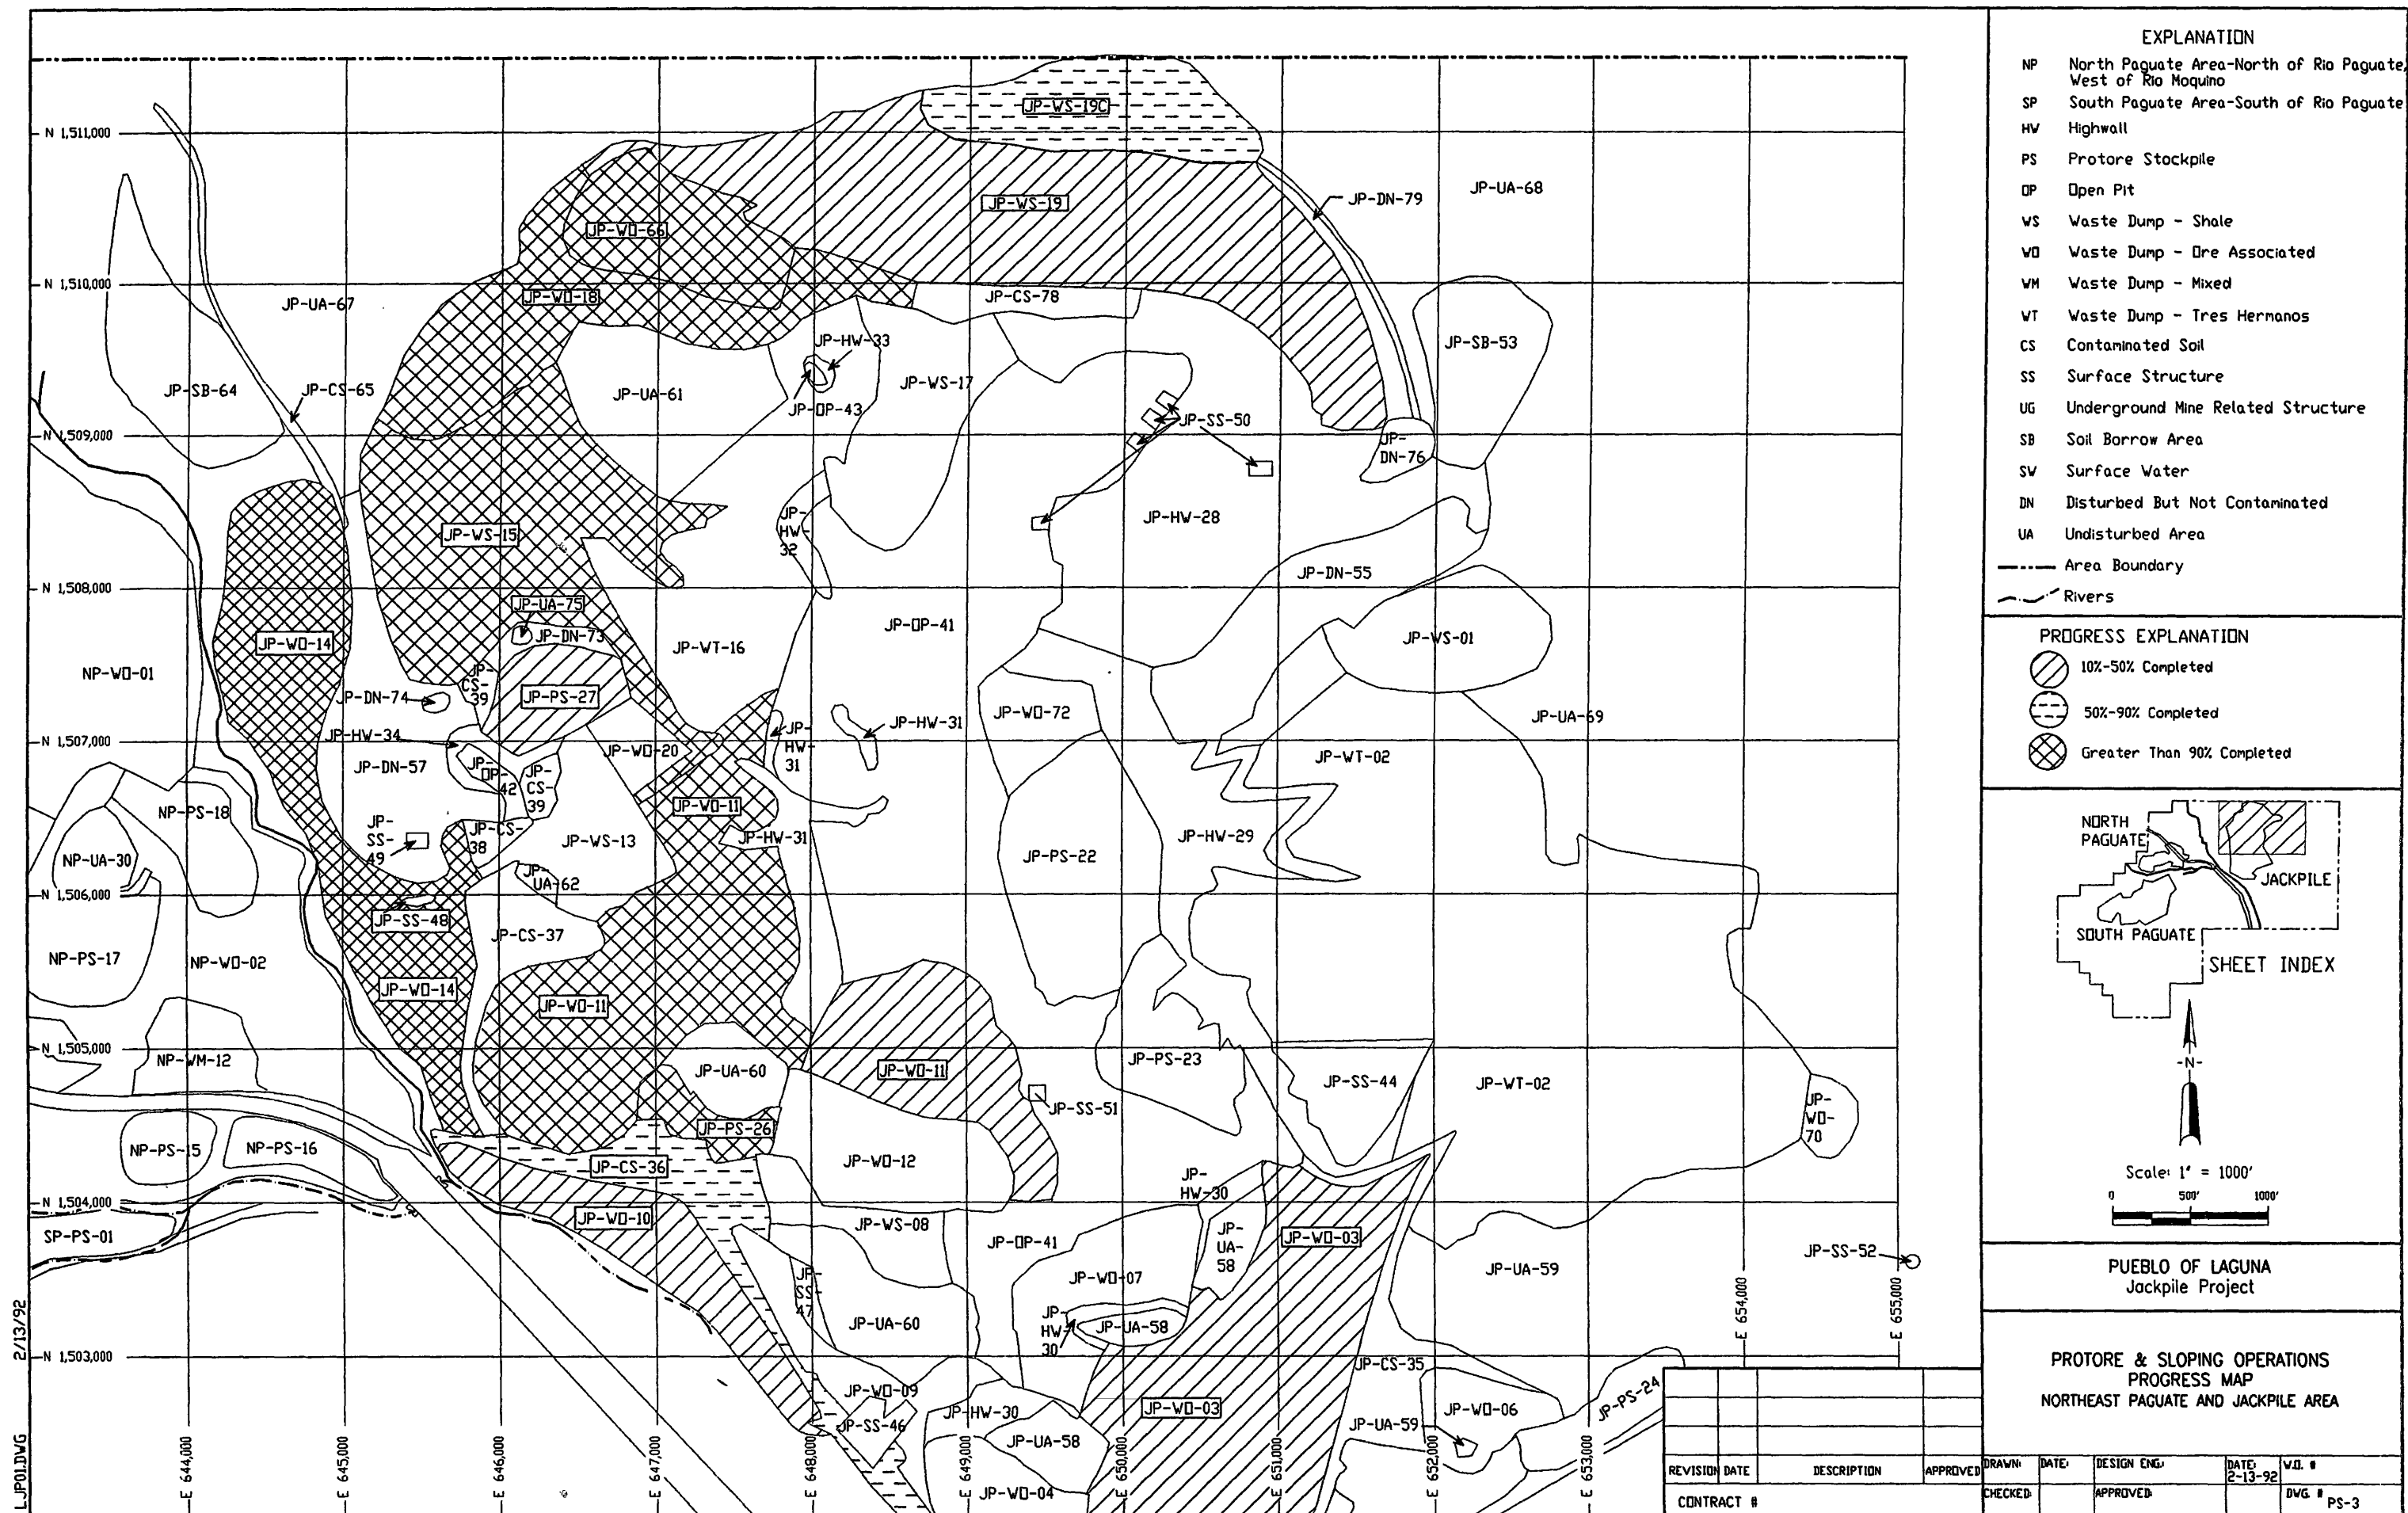 JP-WS-19C
N 1,511,000
JP-DN-79
JP-UA-68
JP-WS-19
JP-WO-66
N 1,510,000
JP-UA-67
JP-WO-18
JP-CS-78
JP-HW-33
JP-SB-53
JP-SB-64
JP-CS-65
JP-UA-61
JP-WS-17
JP-OP-43
JP-SS-50
N 1,509,000
JP-
DN-76
JP-WS-15
JP-
HW-
32
JP-HW-28
JP-DN-55
N 1,508,000
JP-UA-75
JP-DN-73
JP-WO-14
JP-WT-16
JP-OP-41
JP-WS-01
NP-WO-01
JP-
CS-
39
JP-PS-27
JP-DN-74
JP-WO-72
JP-UA-69
JP-HW-31
JP-
HW-
31
JP-HW-34
N 1,507,000
JP-WO-20
JP-DN-57
JP-
OP-
42
JP-
CS-
39
JP-WT-02
NP-PS-18
JP-WO-11
JP-
SS-
49
JP-CS-
38
JP-WS-13
JP-HW-31
JP-HW-29
JP-PS-22
NP-UA-30
JP-
UA-62
N 1,506,000
JP-SS-48
JP-CS-37
NP-PS-17
NP-WO-02
JP-WO-14
JP-WO-11
N 1,505,000
NP-WM-12
JP-UA-60
JP-WO-11
JP-PS-23
JP-SS-44
JP-WT-02
JP-SS-51
JP-
WO-
70
JP-PS-26
NP-PS-15
NP-PS-16
JP-CS-36
JP-WO-12
JP-
HW-30
N 1,504,000
JP-WO-10
JP-WS-08
SP-PS-01
JP-OP-41
JP-
UA-
58
JP-WO-03
JP-SS-52
JP-
SS-
47
JP-WO-07
JP-UA-59
JP-UA-60
JP-
HW-
30
JP-UA-58
N 1,503,000
JP-CS-35
JP-WO-09
JP-SS-46
JP-HW-30
JP-WO-03
JP-WO-06
JP-PS-24
JP-UA-59
JP-UA-58
JP-WO-04
E 644,000
E 645,000
E 646,000
E 647,000
E 648,000
E 649,000
E 650,000
E 651,000
E 652,000
E 653,000
E 654,000
E 655,000
2/13/92
LJP01.DWG
EXPLANATION
NP North Paguate Area-North of Rio Paguate,
West of Rio Moquino
SP South Paguate Area-South of Rio Paguate
HW Highwall
PS Protore Stockpile
OP Open Pit
WS Waste Dump - Shale
WO Waste Dump - Ore Associated
WM Waste Dump - Mixed
WT Waste Dump - Tres Hermanos
CS Contaminated Soil
SS Surface Structure
UG Underground Mine Related Structure
SB Soil Borrow Area
SW Surface Water
DN Disturbed But Not Contaminated
UA Undisturbed Area
Area Boundary
Rivers
PROGRESS EXPLANATION
10%-50% Completed
50%-90% Completed
Greater Than 90% Completed
NORTH
PAGUATE
JACKPILE
SOUTH PAGUATE
SHEET INDEX
-N-
Scale: 1" = 1000'
0 500' 1000'
PUEBLO OF LAGUNA
Jackpile Project
PROTORE & SLOPING OPERATIONS
PROGRESS MAP
NORTHEAST PAGUATE AND JACKPILE AREA
REVISION DATE DESCRIPTION APPROVED
CONTRACT #
DRAWN: DATE: DESIGN ENG.: DATE: 2-13-92 W.O. #
CHECKED: APPROVED: DWG. # PS-3